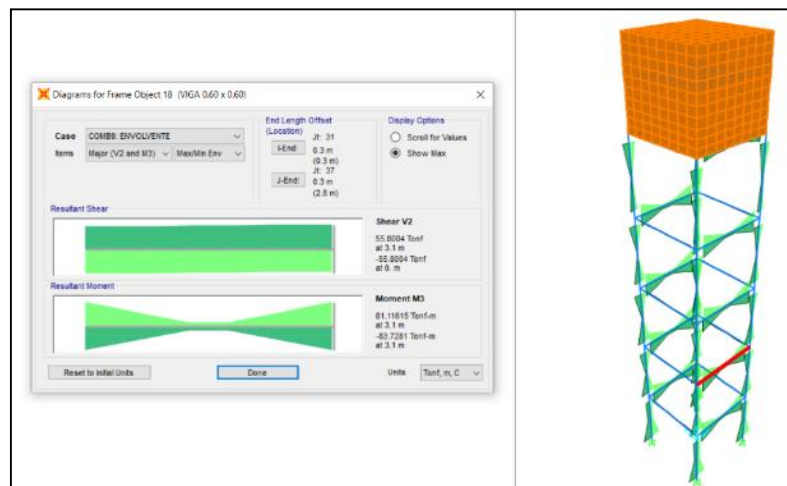 Diagrams for Frame Object 18 (VIGA 0.60 x 0.60)
Case COMB9: ENVOLVENTE
Items Major (V2 and M3) Max/Min Env
End Length Offset
(Location)
Jt: 31
I-End: 0.3 m
(0.3 m)
Jt: 37
J-End: 0.3 m
(2.8 m)
Display Options
Scroll for Values
Show Max
Resultant Shear
Shear V2
55.8004 Tonf
at 3.1 m
-55.8004 Tonf
at 0. m
Resultant Moment
Moment M3
81.11615 Tonf-m
at 3.1 m
-83.7281 Tonf-m
at 3.1 m
Reset to Initial Units
Done
Units Tonf, m, C